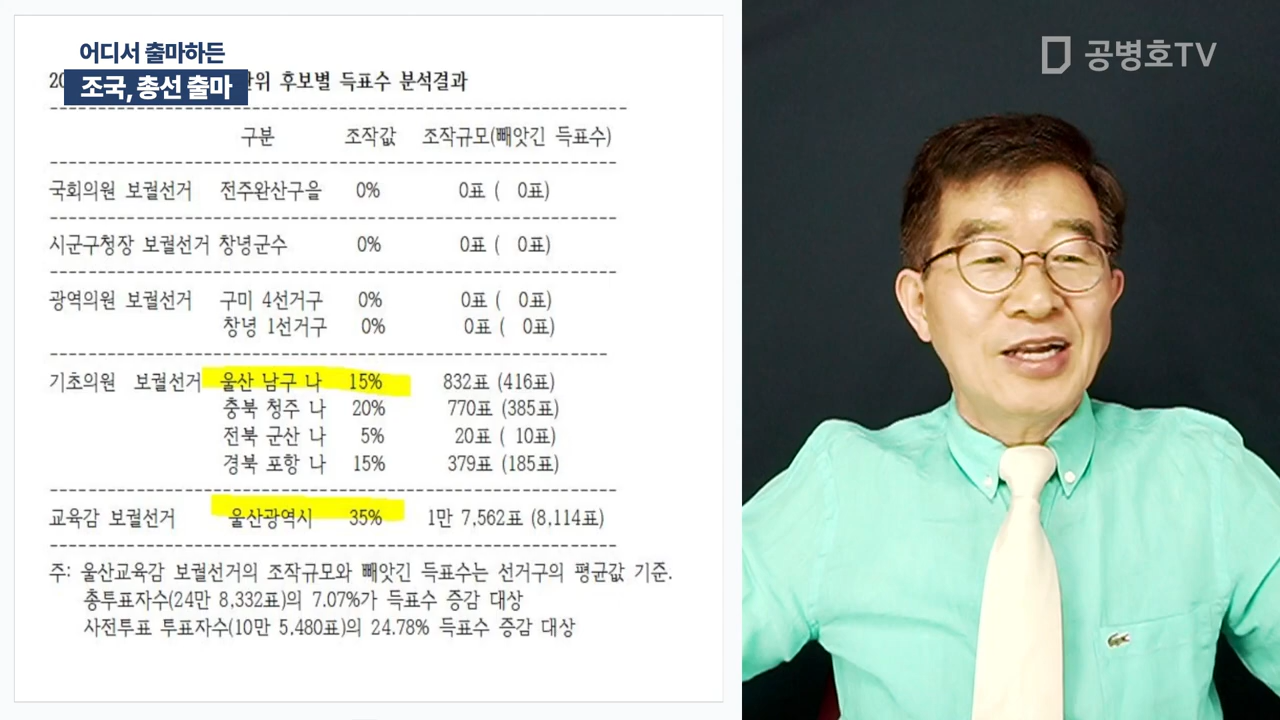 어디서 출마하든
조국, 총선 출마
20 위 후보별 득표수 분석결과
구분 조작값 조작규모(빼앗긴 득표수)
국회의원 보궐선거 전주완산구을 0% 0표 ( 0표)
시군구청장 보궐선거 창녕군수 0% 0표 ( 0표)
광역의원 보궐선거 구미 4선거구 0% 0표 ( 0표)
창녕 1선거구 0% 0표 ( 0표)
기초의원 보궐선거 울산 남구 나 15% 832표 (416표)
충북 청주 나 20% 770표 (385표)
전북 군산 나 5% 20표 ( 10표)
경북 포항 나 15% 379표 (185표)
교육감 보궐선거 울산광역시 35% 1만 7,562표 (8,114표)
주: 울산교육감 보궐선거의 조작규모와 빼앗긴 득표수는 선거구의 평균값 기준.
총투표자수(24만 8,332표)의 7.07%가 득표수 증감 대상
사전투표 투표자수(10만 5.480표)의 24.78% 득표수 증감 대상
공병호TV